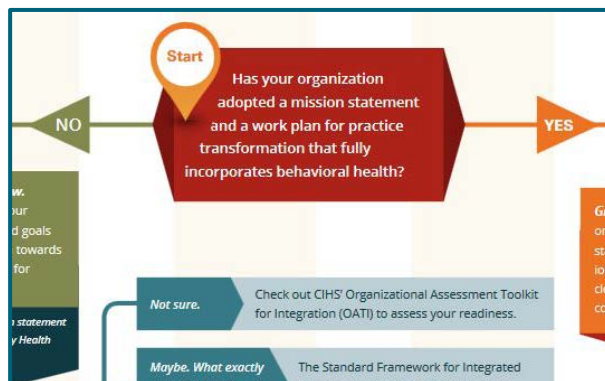 Start
Has your organization
adopted a mission statement
and a work plan for practice
transformation that fully
incorporates behavioral health?
NO
YES
goals
towards
for
statement
Health
Not sure.
Check out CIHS' Organizational Assessment Toolkit
for Integration (OATI) to assess your readiness.
Maybe. What exactly
The Standard Framework for Integrated